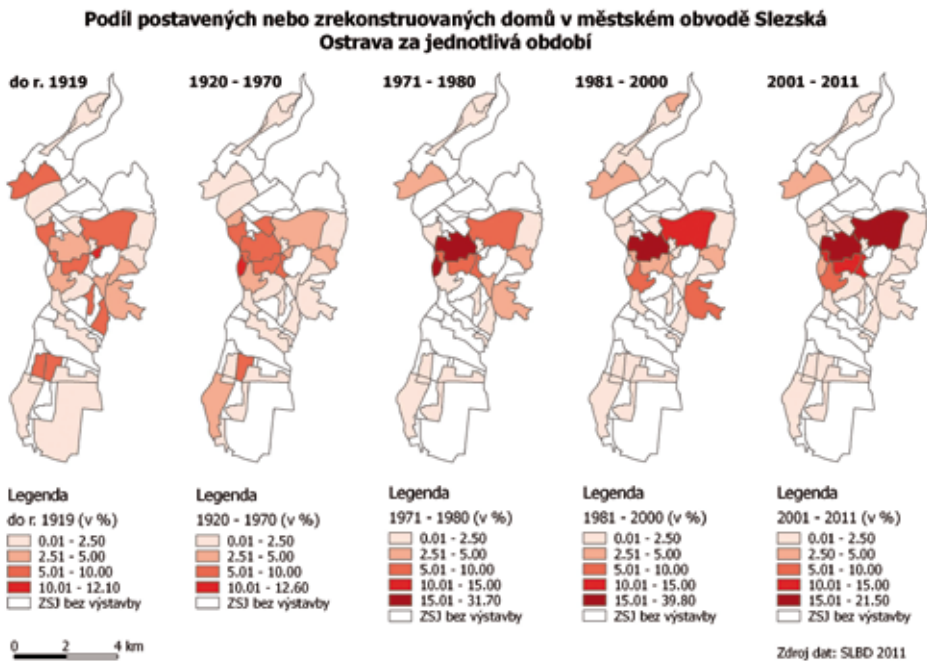 Podíl postavených nebo zrekonstruovaných domů v městském obvodě Slezská
Ostrava za jednotlivá období
do r. 1919
1920 - 1970
1971 - 1980
1981 - 2000
2001 - 2011
Legenda
do r. 1919 (v %)
0.01 - 2.50
2.51 - 5.00
5.01 - 10.00
10.01 - 12.10
ZSJ bez výstavby
Legenda
1920 - 1970 (v %)
0.01 - 2.50
2.51 - 5.00
5.01 - 10.00
10.01 - 12.60
ZSJ bez výstavby
Legenda
1971 - 1980 (v %)
0.01 - 2.50
2.51 - 5.00
5.01 - 10.00
10.01 - 15.00
15.01 - 31.70
ZSJ bez výstavby
Legenda
1981 - 2000 (v %)
0.01 - 2.50
2.51 - 5.00
5.01 - 10.00
10.01 - 15.00
15.01 - 39.80
ZSJ bez výstavby
Legenda
2001 - 2011 (v %)
0.01 - 2.50
2.50 - 5.00
5.01 - 10.00
10.01 - 15.00
15.01 - 21.50
ZSJ bez výstavby
0 2 4 km
Zdroj dat: SLBD 2011